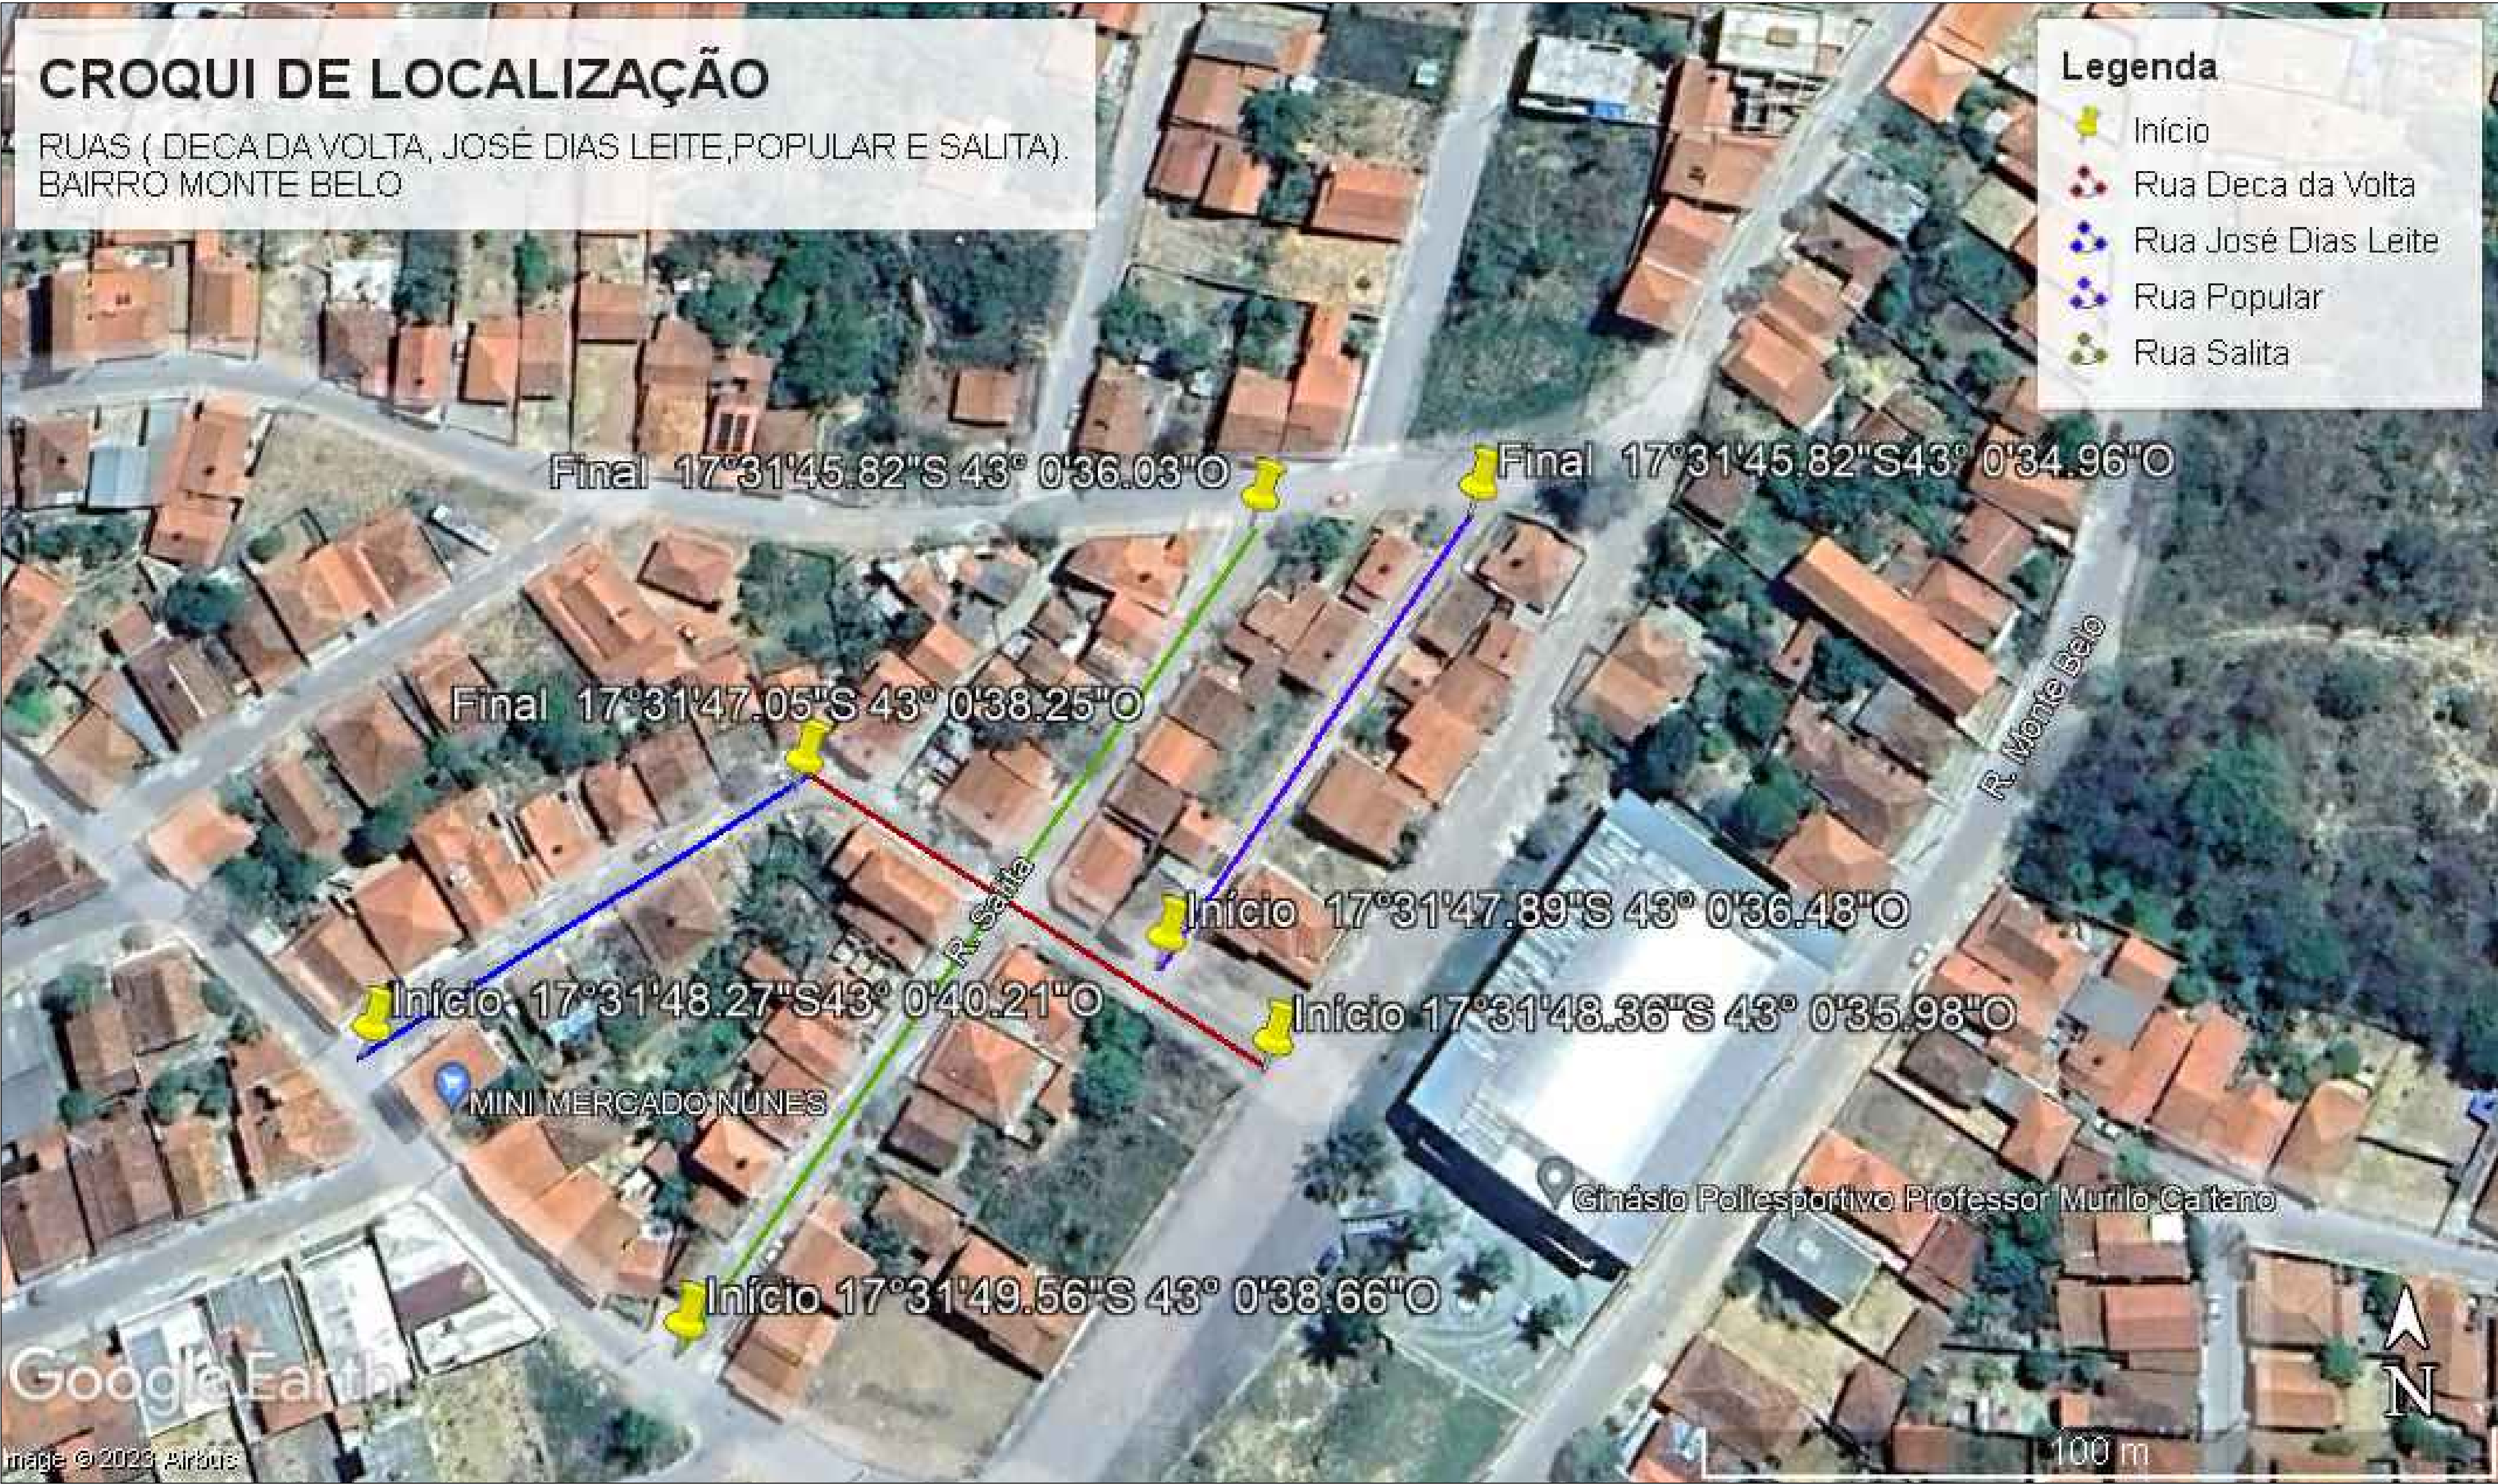 CROQUI DE LOCALIZAÇÃO
RUAS ( DECA DA VOLTA, JOSÉ DIAS LEITE,POPULAR E SALITA).
BAIRRO MONTE BELO
Legenda
Início
Rua Deca da Volta
Rua José Dias Leite
Rua Popular
Rua Salita
Final 17°31'45.82"S 43° 0'36.03"O
Final 17°31'45.82"S43° 0'34.96"O
Final 17°31'47.05"S 43° 0'38.25"O
R. Monte Belo
R. Salita
Início 17°31'47.89"S 43° 0'36.48"O
Início 17°31'48.27"S43° 0'40.21"O
Início 17°31'48.36"S 43° 0'35.98"O
MINI MERCADO NUNES
Ginásio Poliesportivo Professor Murilo Caitano
Início 17°31'49.56"S 43° 0'38.66"O
Google Earth
N
100 m
mage © 2023 Airbus